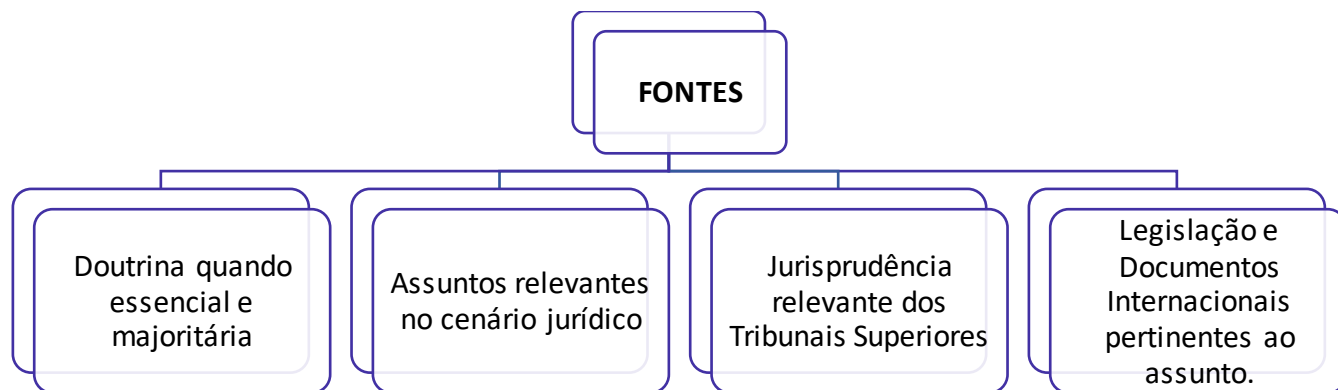 FONTES
Doutrina quando
essencial e
majoritária
Assuntos relevantes
no cenário jurídico
Jurisprudência
relevante dos
Tribunais Superiores
Legislação e
Documentos
Internacionais
pertinentes ao
assunto.